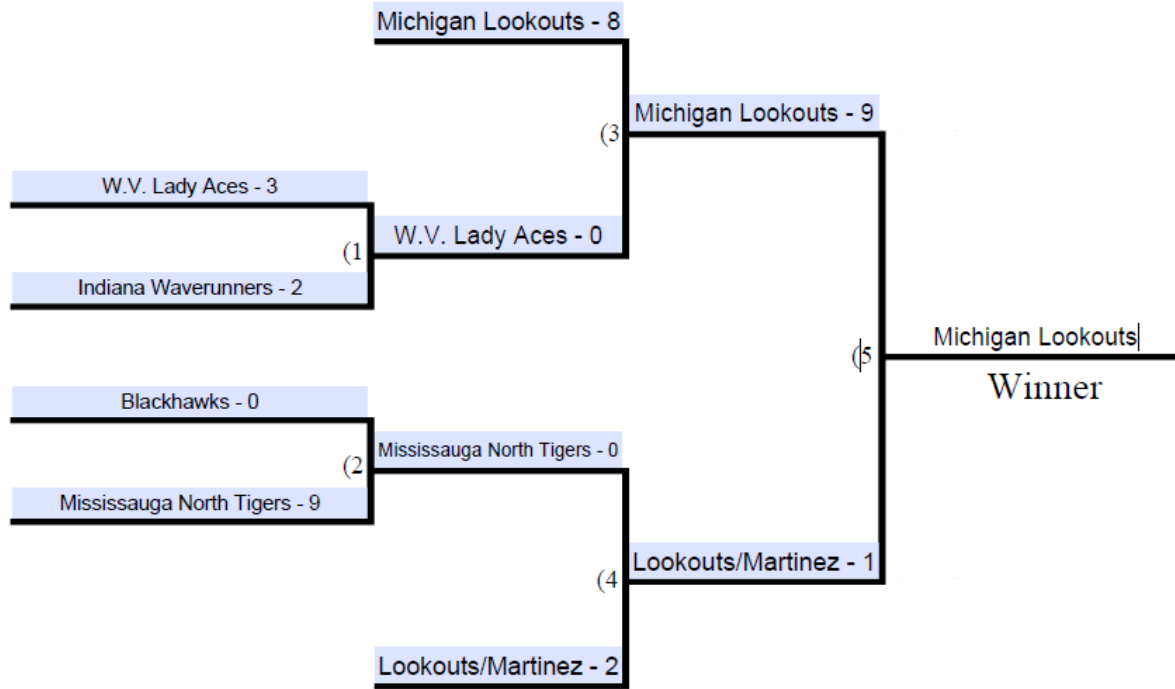 Michigan Lookouts - 8
(3
Michigan Lookouts - 9
W.V. Lady Aces - 3
(1
W.V. Lady Aces - 0
Indiana Waverunners - 2
(5
Michigan Lookouts
Winner
Blackhawks - 0
(2
Mississauga North Tigers - 0
Mississauga North Tigers - 9
(4
Lookouts/Martinez - 1
Lookouts/Martinez - 2